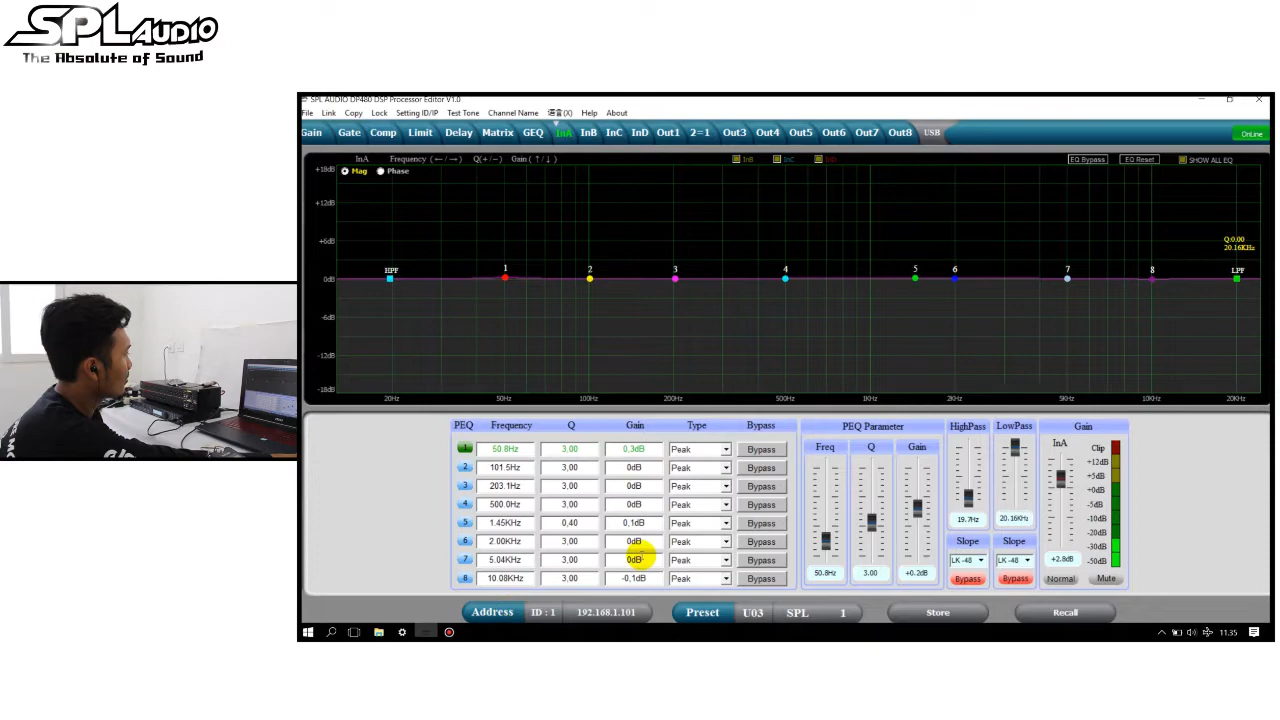 SPL AUDIO
The Absolute of Sound
SPL AUDIO DP480 DSP Processor Editor V1.0
File Link Copy Lock Setting ID/IP Test Tone Channel Name 语言(X) Help About
Gain Gate Comp Limit Delay Matrix GEQ InA InB InC InD Out1 2=1 Out3 Out4 Out5 Out6 Out7 Out8 USB OnLine
InA Frequency (←/→) Q(+/−) Gain (↑/↓) InB InC InD EQ Bypass EQ Reset SHOW ALL EQ
+18dB Mag Phase
+12dB
+6dB Q:0.00
20.16KHz
0dB HPF 1 2 3 4 5 6 7 8 LPF
-6dB
-12dB
-18dB
20Hz 50Hz 100Hz 200Hz 500Hz 1KHz 2KHz 5KHz 10KHz 20KHz
PEQ Frequency Q Gain Type Bypass
1 50.8Hz 3,00 0,3dB Peak Bypass
2 101.5Hz 3,00 0dB Peak Bypass
3 203.1Hz 3,00 0dB Peak Bypass
4 500.0Hz 3,00 0dB Peak Bypass
5 1.45KHz 0,40 0,1dB Peak Bypass
6 2.00KHz 3,00 0dB Peak Bypass
7 5.04KHz 3,00 0dB Peak Bypass
8 10.08KHz 3,00 -0,1dB Peak Bypass
PEQ Parameter
Freq Q Gain
50.8Hz 3.00 +0.2dB
HighPass LowPass
19.7Hz 20.16KHz
Slope Slope
LK -48 LK -48
Bypass Bypass
Gain
InA Clip
+12dB
+5dB
+0dB
-5dB
-10dB
-20dB
-30dB
-50dB
+2.8dB
Normal Mute
Address ID : 1 192.168.1.101 Preset U03 SPL 1 Store Recall
11.35